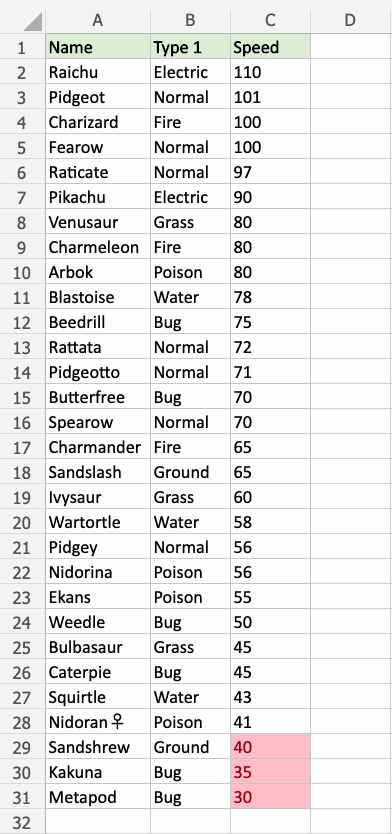 A B C D
1 Name Type 1 Speed
2 Raichu Electric 110
3 Pidgeot Normal 101
4 Charizard Fire 100
5 Fearow Normal 100
6 Raticate Normal 97
7 Pikachu Electric 90
8 Venusaur Grass 80
9 Charmeleon Fire 80
10 Arbok Poison 80
11 Blastoise Water 78
12 Beedrill Bug 75
13 Rattata Normal 72
14 Pidgeotto Normal 71
15 Butterfree Bug 70
16 Spearow Normal 70
17 Charmander Fire 65
18 Sandslash Ground 65
19 Ivysaur Grass 60
20 Wartortle Water 58
21 Pidgey Normal 56
22 Nidorina Poison 56
23 Ekans Poison 55
24 Weedle Bug 50
25 Bulbasaur Grass 45
26 Caterpie Bug 45
27 Squirtle Water 43
28 Nidoran♀ Poison 41
29 Sandshrew Ground 40
30 Kakuna Bug 35
31 Metapod Bug 30
32